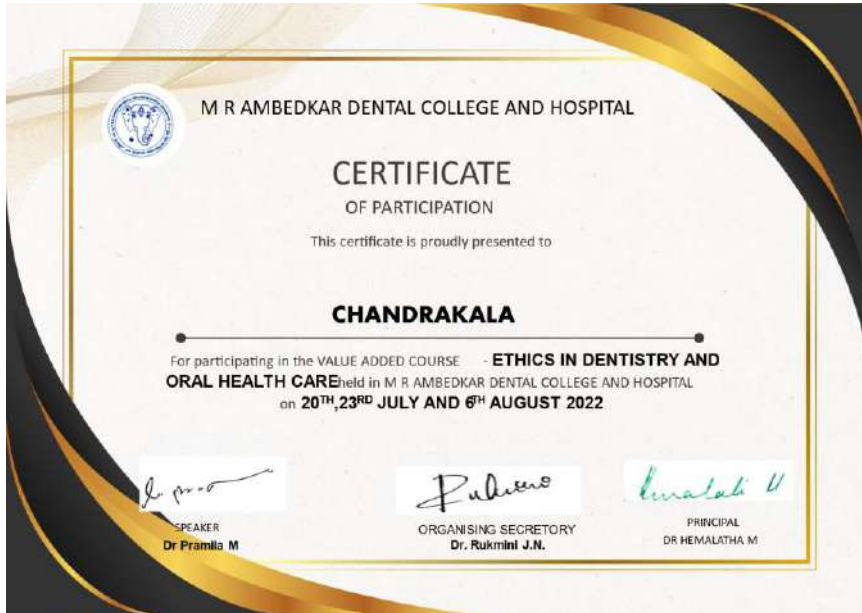 M R AMBEDKAR DENTAL COLLEGE AND HOSPITAL
CERTIFICATE
OF PARTICIPATION
This certificate is proudly presented to
CHANDRAKALA
For participating in the VALUE ADDED COURSE - ETHICS IN DENTISTRY AND
ORAL HEALTH CARE held in M R AMBEDKAR DENTAL COLLEGE AND HOSPITAL
on 20TH,23RD JULY AND 6TH AUGUST 2022
SPEAKER
Dr Pramila M
ORGANISING SECRETORY
Dr. Rukmini J.N.
PRINCIPAL
DR HEMALATHA M